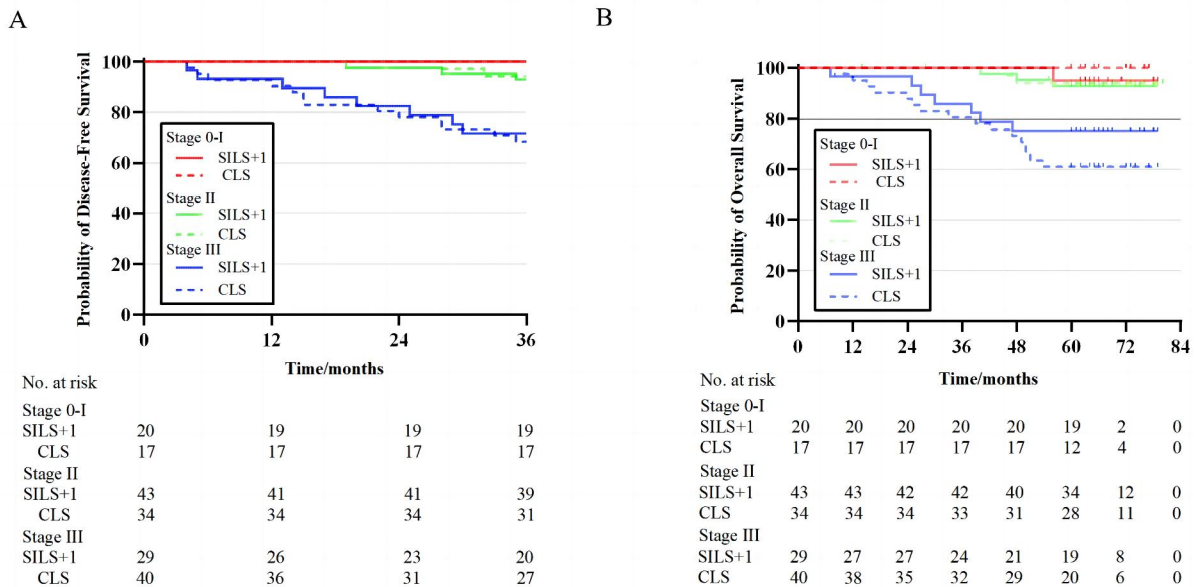 A
Probability of Disease-Free Survival
100
80
60
40
20
0
Stage 0-I
SILS+1
CLS
Stage II
SILS+1
CLS
Stage III
SILS+1
CLS
0 12 24 36
Time/months
No. at risk
Stage 0-I
SILS+1 20 19 19 19
CLS 17 17 17 17
Stage II
SILS+1 43 41 41 39
CLS 34 34 34 31
Stage III
SILS+1 29 26 23 20
CLS 40 36 31 27
B
Probability of Overall Survival
100
80
60
40
20
0
Stage 0-I
SILS+1
CLS
Stage II
SILS+1
CLS
Stage III
SILS+1
CLS
0 12 24 36 48 60 72 84
Time/months
No. at risk
Stage 0-I
SILS+1 20 20 20 20 20 19 2 0
CLS 17 17 17 17 17 12 4 0
Stage II
SILS+1 43 43 42 42 40 34 12 0
CLS 34 34 34 33 31 28 11 0
Stage III
SILS+1 29 27 27 24 21 19 8 0
CLS 40 38 35 32 29 20 6 0